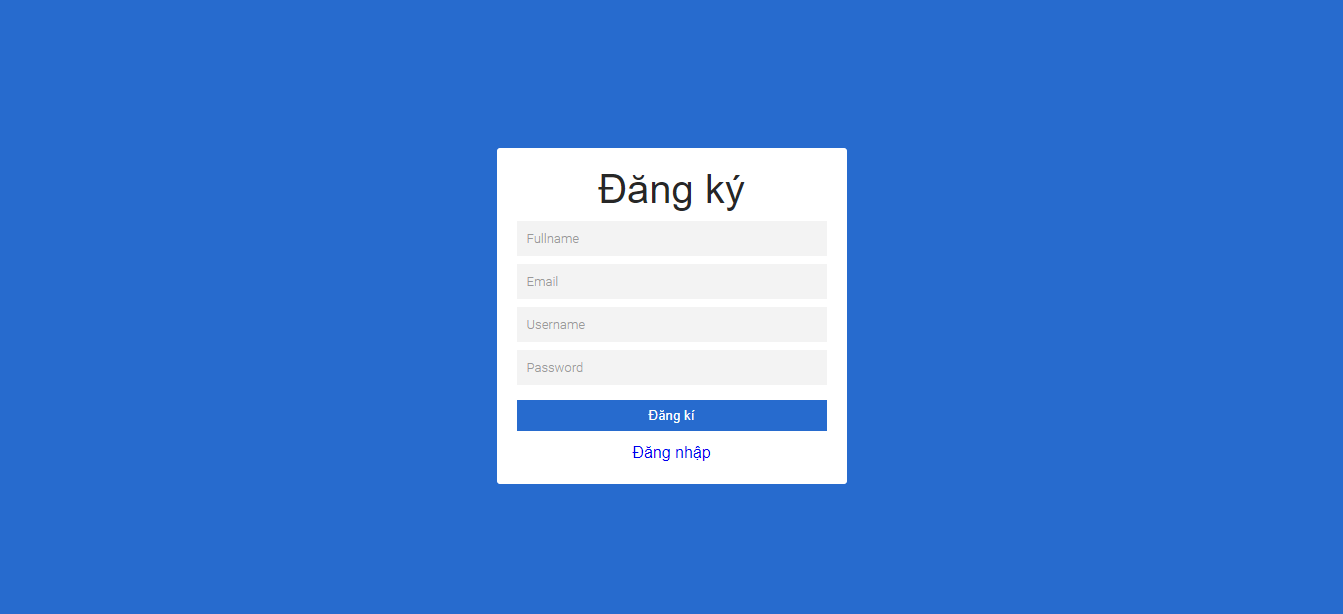 Đăng ký
Fullname
Email
Username
Password
Đăng kí
Đăng nhập